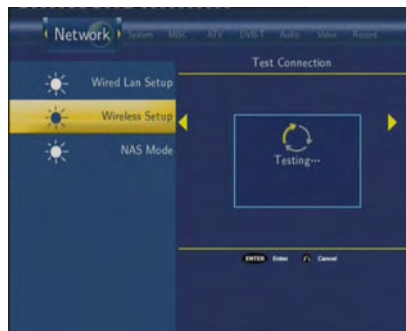 Network System MISC ATV DVB-T Audio Video Record
Test Connection
Wired Lan Setup
Wireless Setup
NAS Mode
Testing...
ENTER Enter Cancel